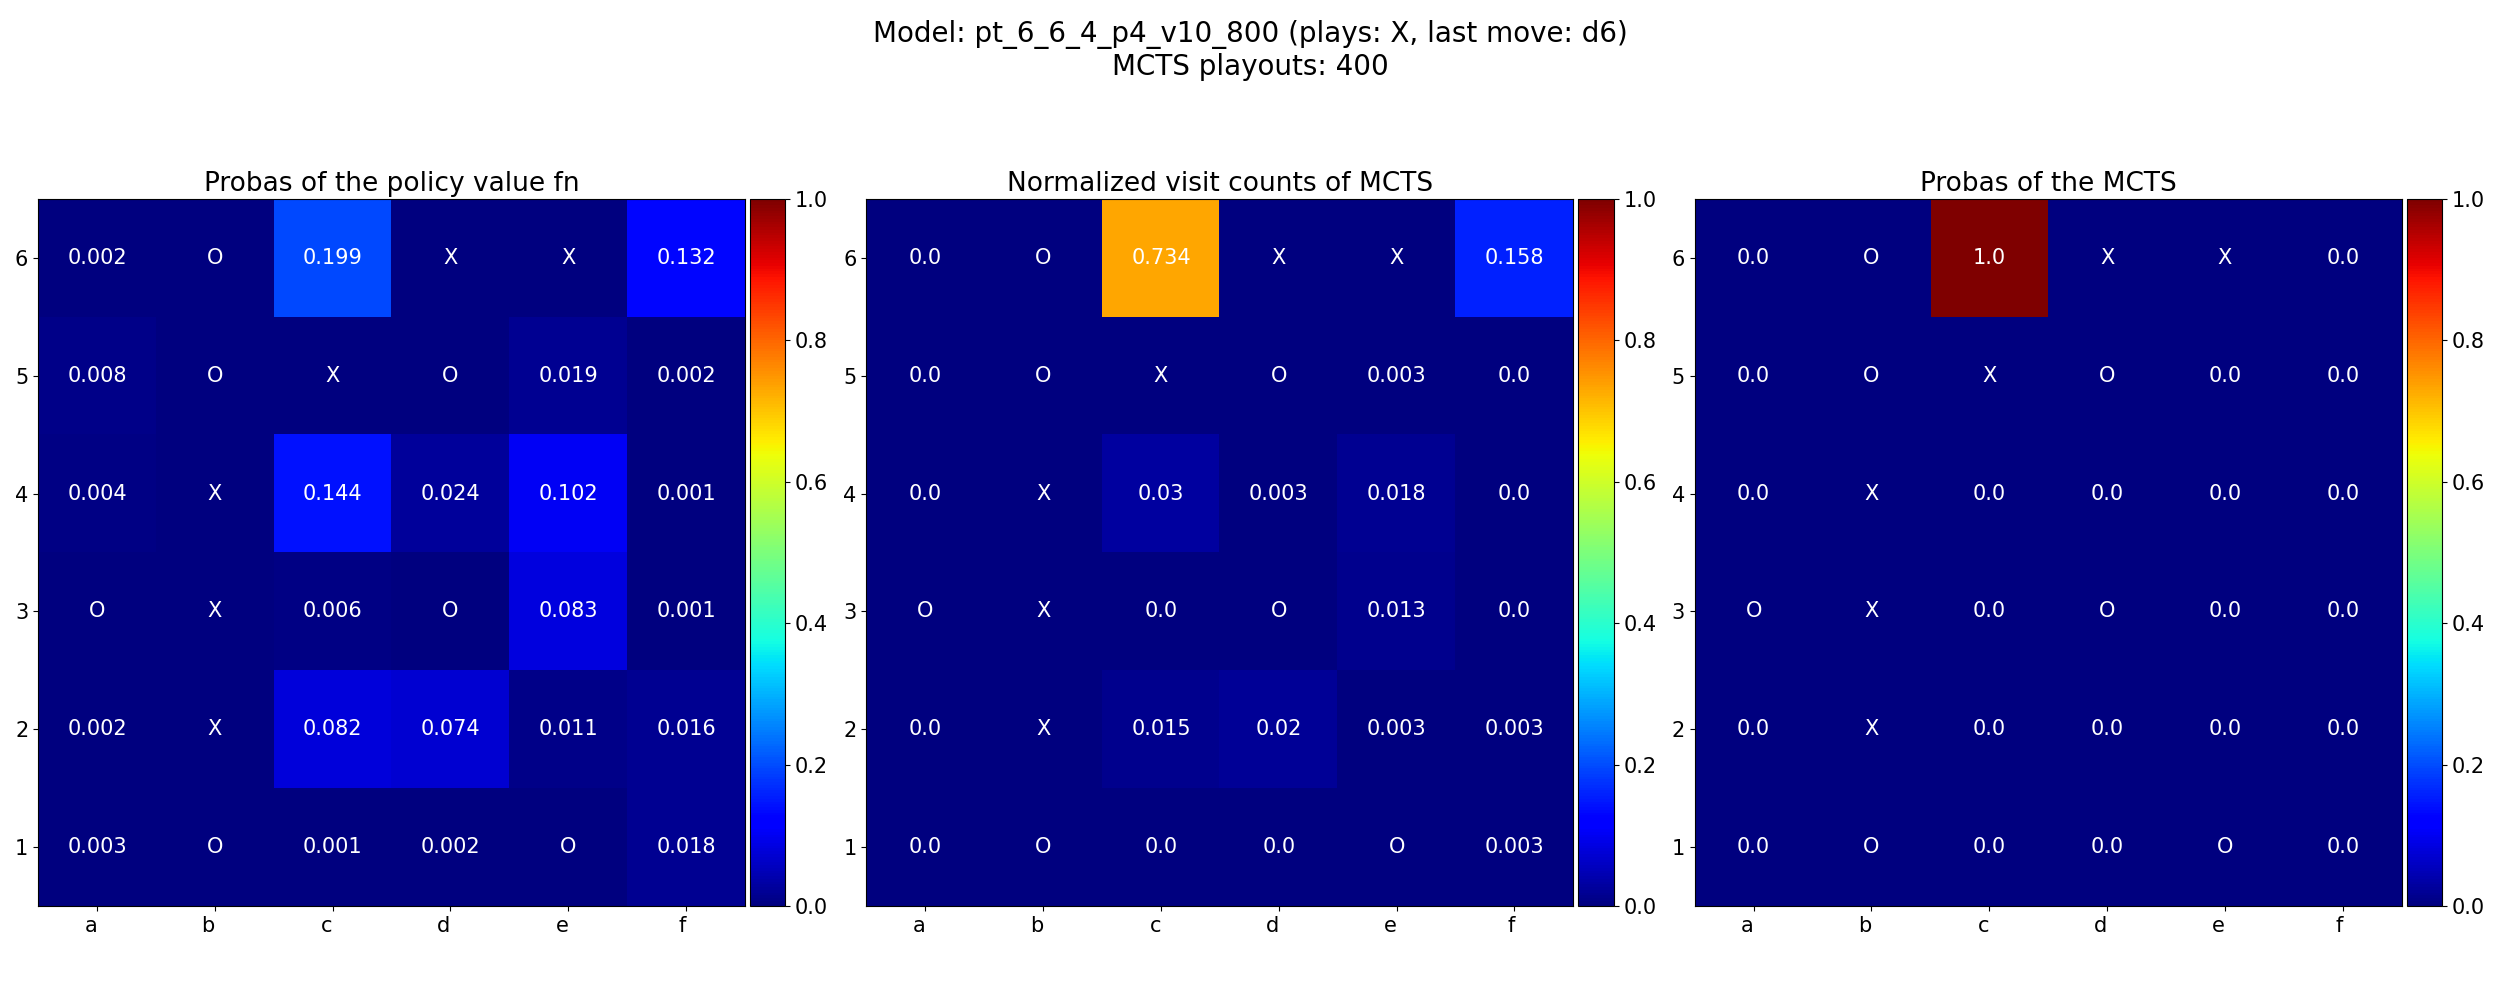 Model: pt_6_6_4_p4_v10_800 (plays: X, last move: d6)
MCTS playouts: 400
Probas of the policy value fn
6 0.002 O 0.199 X X 0.132
5 0.008 O X O 0.019 0.002
4 0.004 X 0.144 0.024 0.102 0.001
3 O X 0.006 O 0.083 0.001
2 0.002 X 0.082 0.074 0.011 0.016
1 0.003 O 0.001 0.002 O 0.018
a b c d e f
1.0
0.8
0.6
0.4
0.2
0.0
Normalized visit counts of MCTS
6 0.0 O 0.734 X X 0.158
5 0.0 O X O 0.003 0.0
4 0.0 X 0.03 0.003 0.018 0.0
3 O X 0.0 O 0.013 0.0
2 0.0 X 0.015 0.02 0.003 0.003
1 0.0 O 0.0 0.0 O 0.003
a b c d e f
1.0
0.8
0.6
0.4
0.2
0.0
Probas of the MCTS
6 0.0 O 1.0 X X 0.0
5 0.0 O X O 0.0 0.0
4 0.0 X 0.0 0.0 0.0 0.0
3 O X 0.0 O 0.0 0.0
2 0.0 X 0.0 0.0 0.0 0.0
1 0.0 O 0.0 0.0 O 0.0
a b c d e f
1.0
0.8
0.6
0.4
0.2
0.0